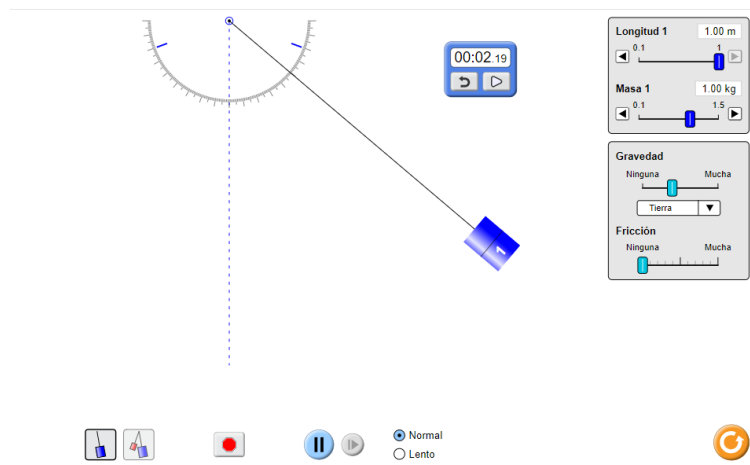 Longitud 1 1.00 m
0.1 1
Masa 1 1.00 kg
0.1 1.5
00:02.19
Gravedad
Ninguna Mucha
Tierra
Fricción
Ninguna Mucha
1
Normal
Lento